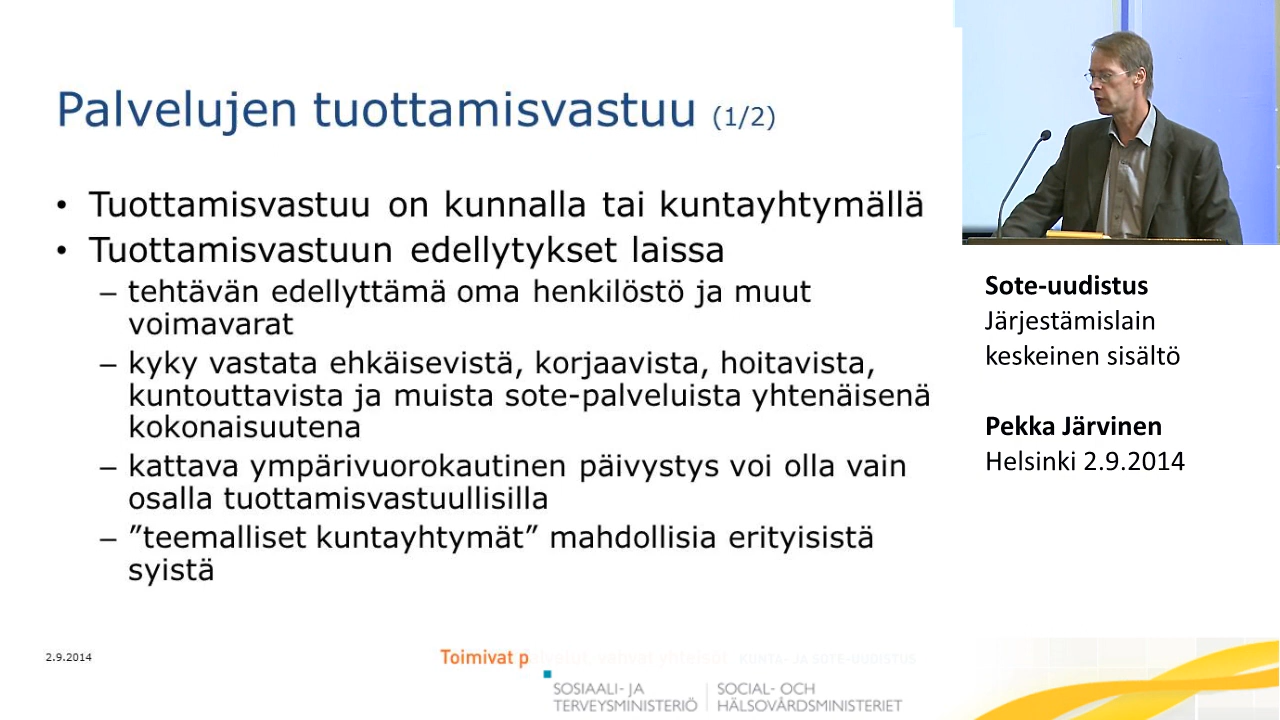 Palvelujen tuottamisvastuu (1/2)
• Tuottamisvastuu on kunnalla tai kuntayhtymällä
• Tuottamisvastuun edellytykset laissa
– tehtävän edellyttämä oma henkilöstö ja muut
voimavarat
– kyky vastata ehkäisevistä, korjaavista, hoitavista,
kuntouttavista ja muista sote-palveluista yhtenäisenä
kokonaisuutena
– kattava ympärivuorokautinen päivystys voi olla vain
osalla tuottamisvastuullisilla
– ”teemalliset kuntayhtymät” mahdollisia erityisistä
syistä
Sote-uudistus
Järjestämislain
keskeinen sisältö
Pekka Järvinen
Helsinki 2.9.2014
2.9.2014
Toimivat p
KUNTA- JA SOTE-UUDISTUS
SOSIAALI- JA
TERVEYSMINISTERIÖ
SOCIAL- OCH
HÄLSOVÅRDSMINISTERIET